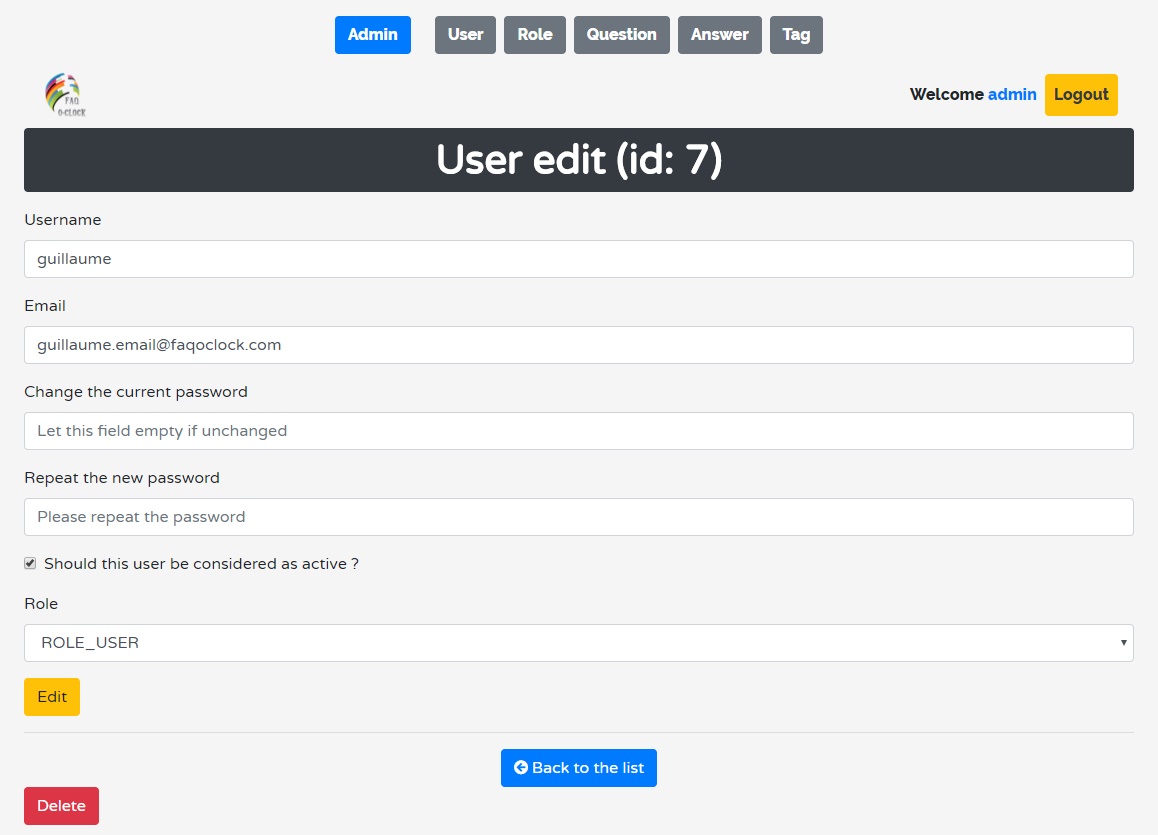 Admin User Role Question Answer Tag
FAQ
O-CLOCK
Welcome admin Logout
User edit (id: 7)
Username
guillaume
Email
guillaume.email@faqoclock.com
Change the current password
Let this field empty if unchanged
Repeat the new password
Please repeat the password
Should this user be considered as active ?
Role
ROLE_USER
Edit
Back to the list
Delete